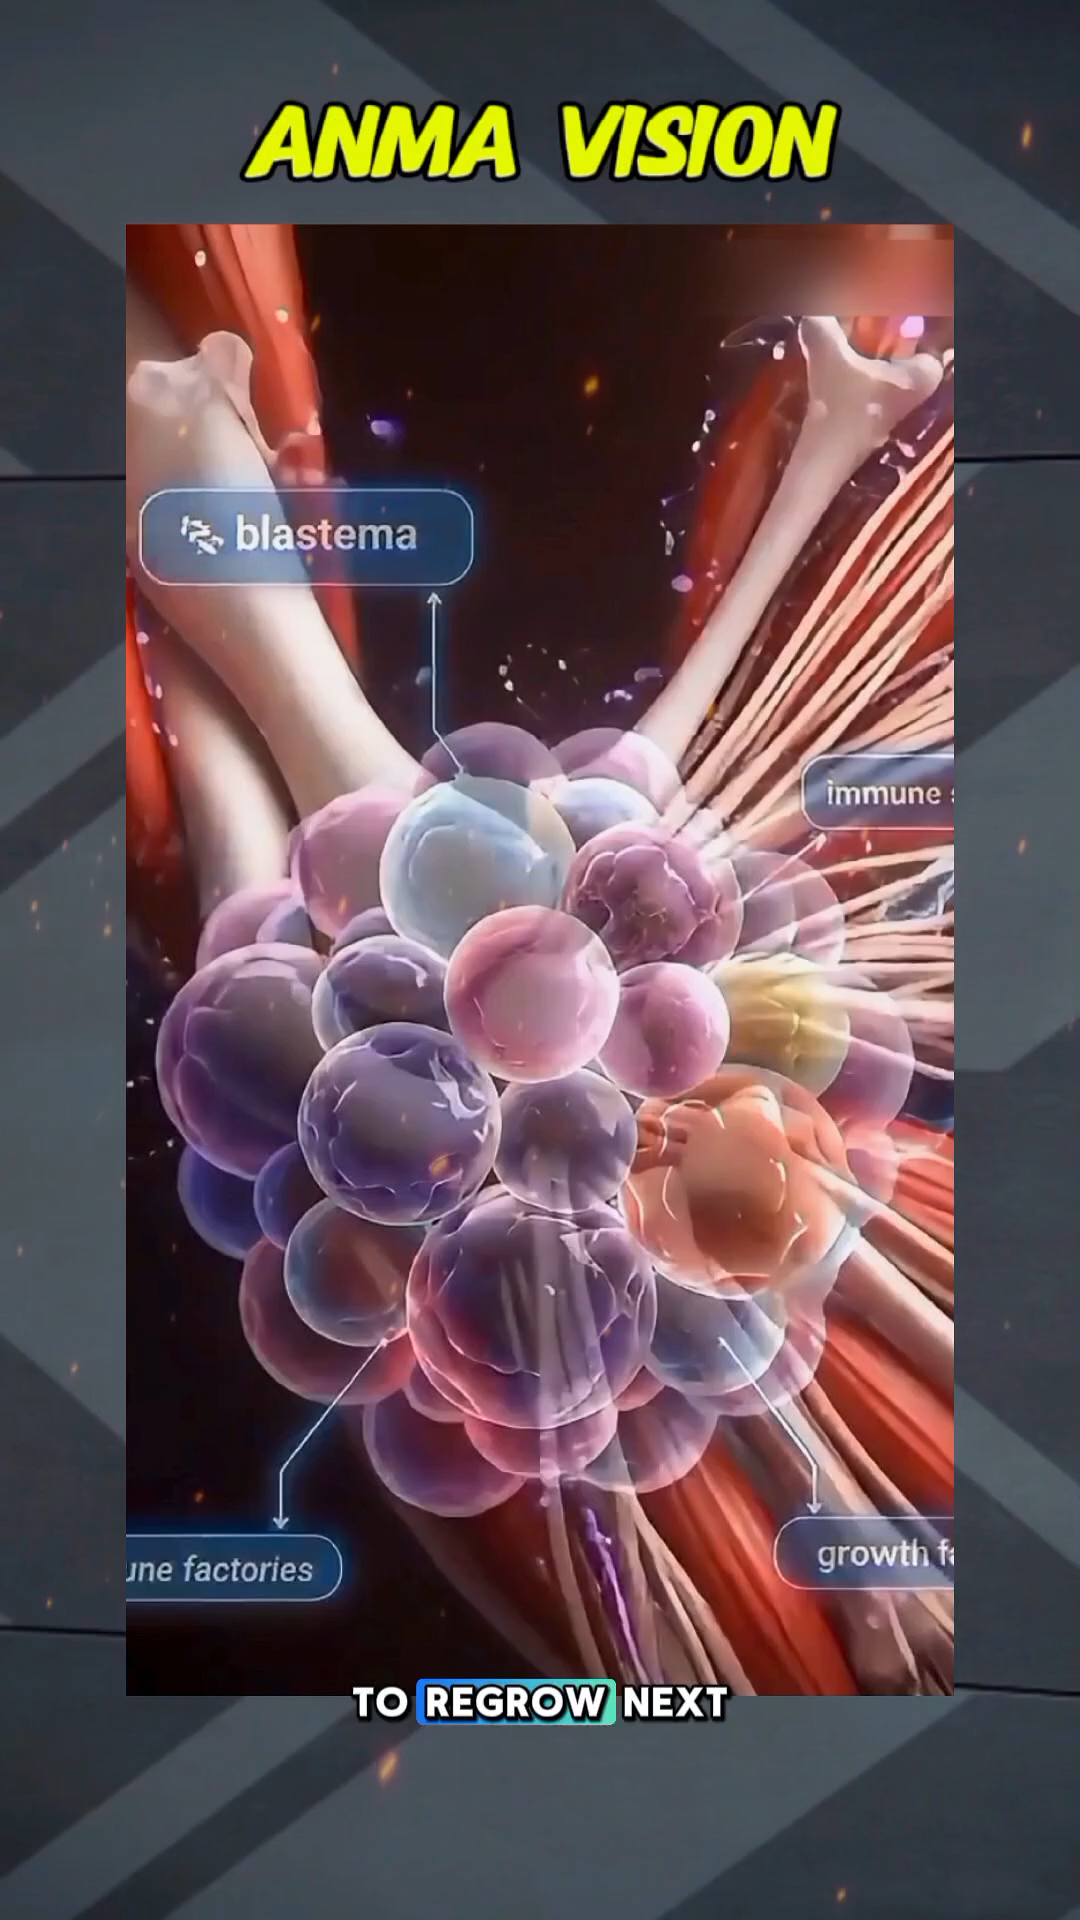 ANMA VISION
blastema
immune
une factories
growth
TO REGROW NEXT